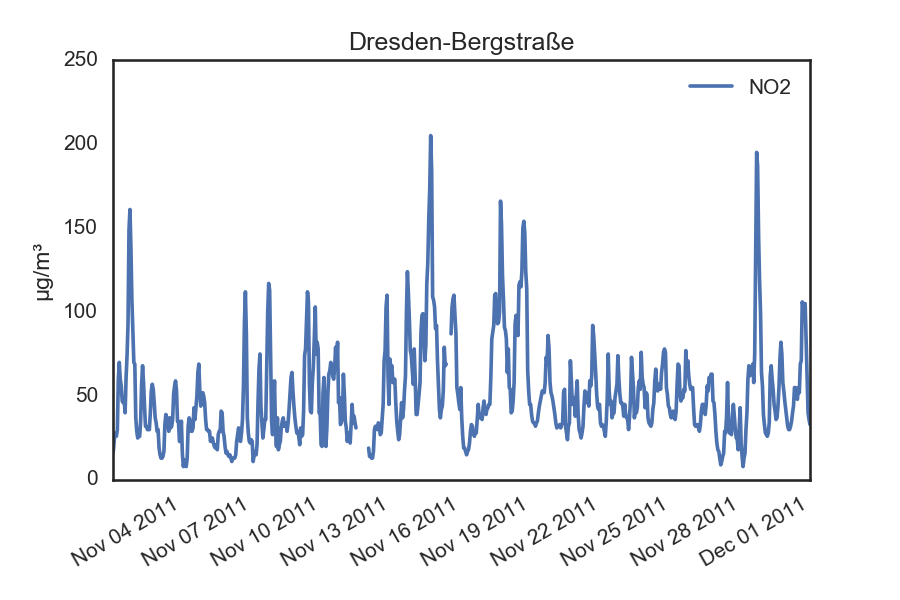 Dresden-Bergstraße
250
200
150
100
50
0
µg/m³
NO2
Nov 04 2011
Nov 07 2011
Nov 10 2011
Nov 13 2011
Nov 16 2011
Nov 19 2011
Nov 22 2011
Nov 25 2011
Nov 28 2011
Dec 01 2011